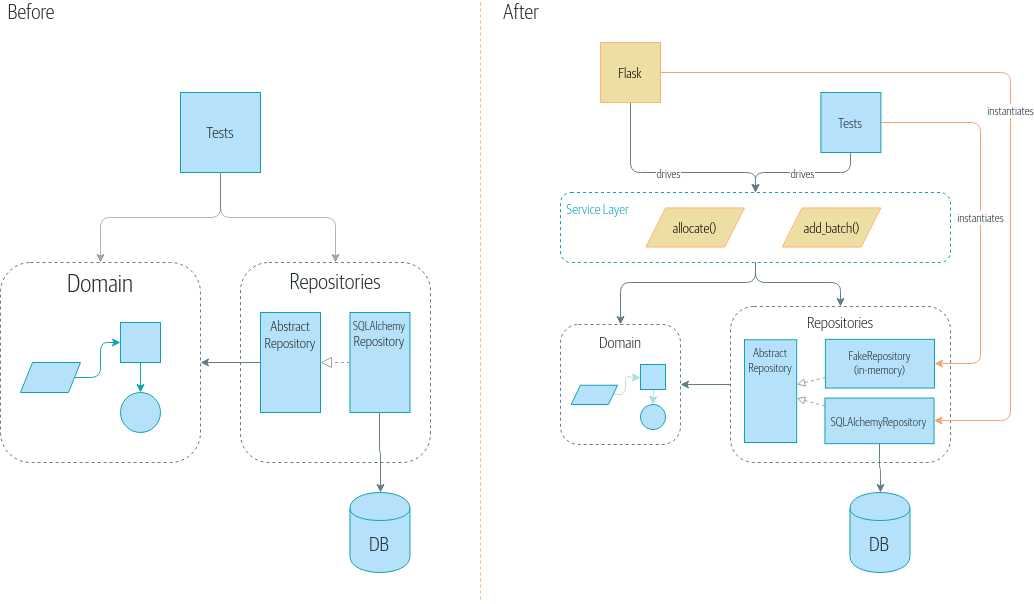 Before
Tests
Domain
Repositories
Abstract
Repository
SQLAlchemy
Repository
DB
After
Flask
Tests
instantiates
instantiates
drives
drives
Service Layer
allocate()
add_batch()
Domain
Repositories
Abstract
Repository
FakeRepository
(in-memory)
SQLAlchemyRepository
DB